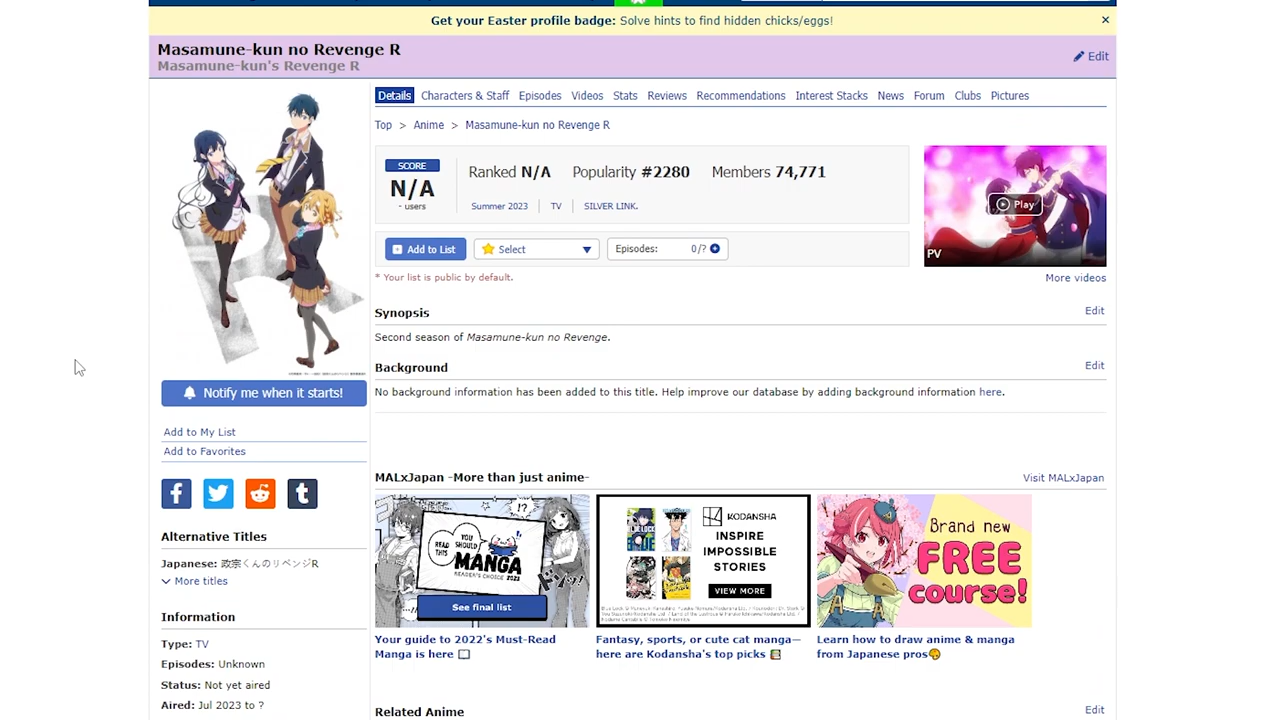 Get your Easter profile badge: Solve hints to find hidden chicks/eggs!
Masamune-kun no Revenge R
Masamune-kun's Revenge R
Edit
Details Characters & Staff Episodes Videos Stats Reviews Recommendations Interest Stacks News Forum Clubs Pictures
Top > Anime > Masamune-kun no Revenge R
SCORE
N/A
- users
Ranked N/A Popularity #2280 Members 74,771
Summer 2023 TV SILVER LINK.
Play
PV
Add to List Select Episodes: 0/?
* Your list is public by default.
More videos
Synopsis
Edit
Second season of Masamune-kun no Revenge.
Background
Edit
No background information has been added to this title. Help improve our database by adding background information here.
Notify me when it starts!
Add to My List
Add to Favorites
Alternative Titles
Japanese: 政宗くんのリベンジR
More titles
Information
Type: TV
Episodes: Unknown
Status: Not yet aired
Aired: Jul 2023 to ?
MALxJapan -More than just anime-
Visit MALxJapan
!?
READ THIS
YOU SHOULD
MANGA
READER'S CHOICE 2022
ドンッ!
See final list
Your guide to 2022's Must-Read
Manga is here
KODANSHA
INSPIRE
IMPOSSIBLE
STORIES
VIEW MORE
Fantasy, sports, or cute cat manga—
here are Kodansha's top picks
Brand new
FREE
course!
Learn how to draw anime & manga
from Japanese pros
Related Anime
Edit